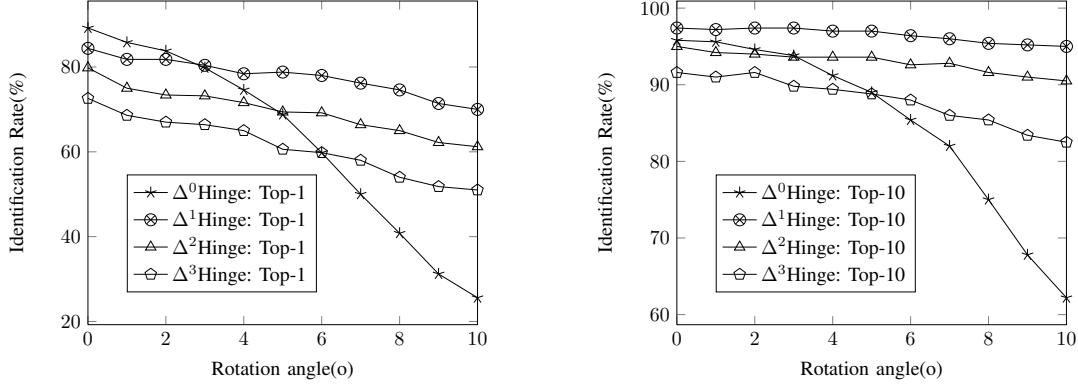 80
60
40
20
0 2 4 6 8 10
Rotation angle(o)
Identification Rate(%)
Δ⁰Hinge: Top-1
Δ¹Hinge: Top-1
Δ²Hinge: Top-1
Δ³Hinge: Top-1
100
90
80
70
60
0 2 4 6 8 10
Rotation angle(o)
Identification Rate(%)
Δ⁰Hinge: Top-10
Δ¹Hinge: Top-10
Δ²Hinge: Top-10
Δ³Hinge: Top-10